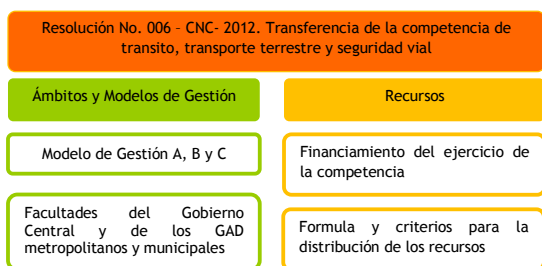 Resolución No. 006 – CNC- 2012. Transferencia de la competencia de
transito, transporte terrestre y seguridad vial
Ámbitos y Modelos de Gestión
Recursos
Modelo de Gestión A, B y C
Financiamiento del ejercicio de
la competencia
Facultades del Gobierno
Central y de los GAD
metropolitanos y municipales
Formula y criterios para la
distribución de los recursos